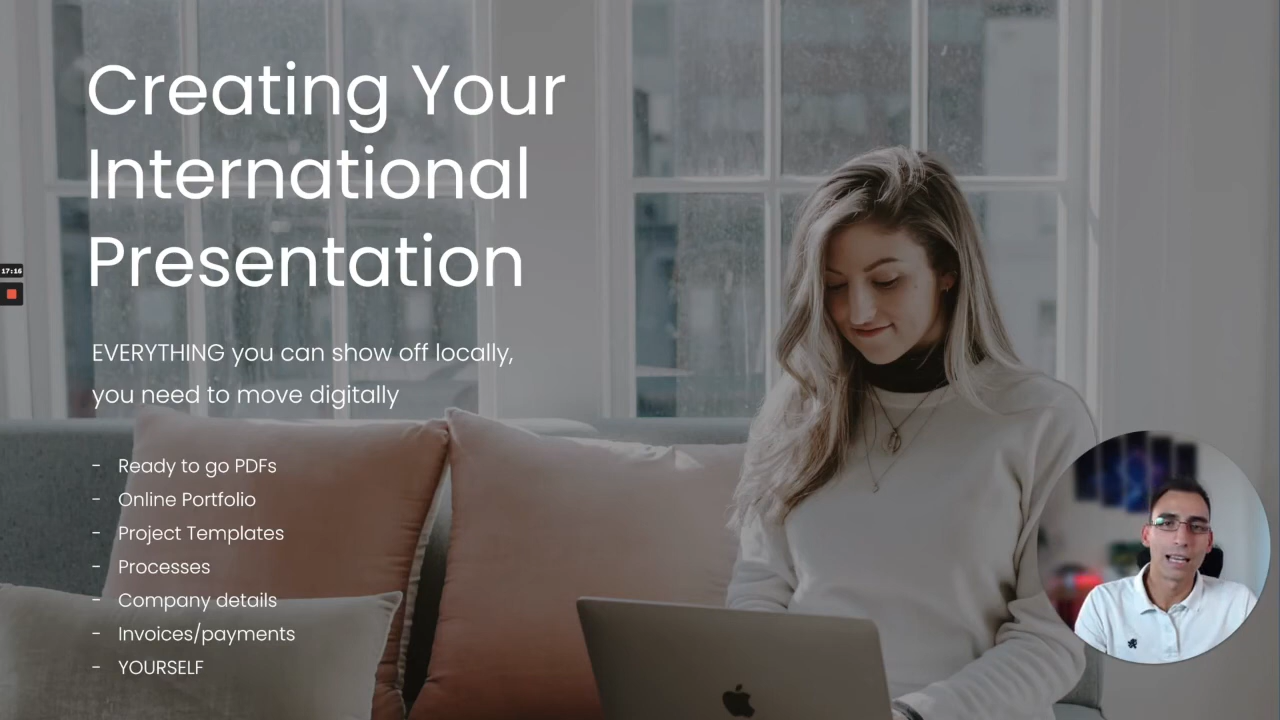 Creating Your
International
Presentation
EVERYTHING you can show off locally,
you need to move digitally
- Ready to go PDFs
- Online Portfolio
- Project Templates
- Processes
- Company details
- Invoices/payments
- YOURSELF
17:16